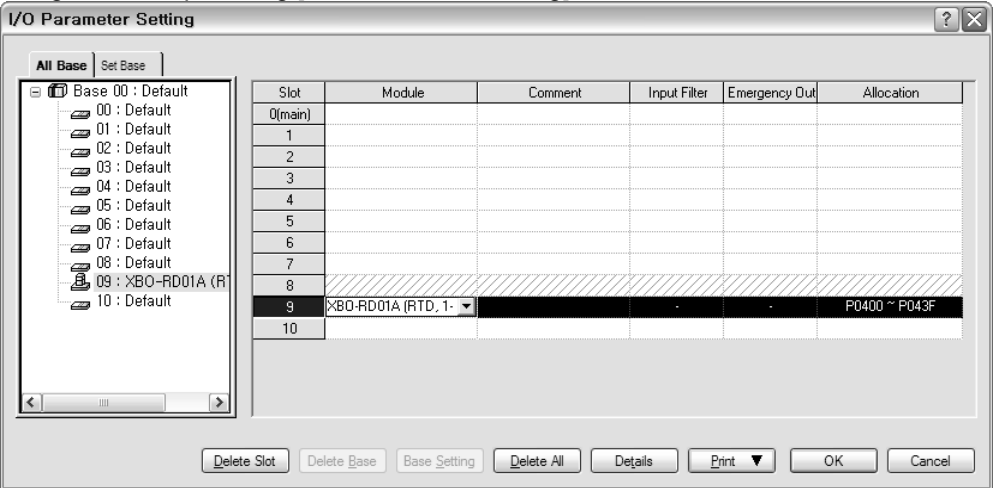 I/O Parameter Setting
All Base Set Base
Base 00 : Default
00 : Default
01 : Default
02 : Default
03 : Default
04 : Default
05 : Default
06 : Default
07 : Default
08 : Default
09 : XBO-RD01A (R
10 : Default
Slot Module Comment Input Filter Emergency Out Allocation
0(main)
1
2
3
4
5
6
7
8
9 XBO-RD01A (RTD, 1- - - P0400 ~ P043F
10
Delete Slot Delete Base Base Setting Delete All Details Print ▼ OK Cancel